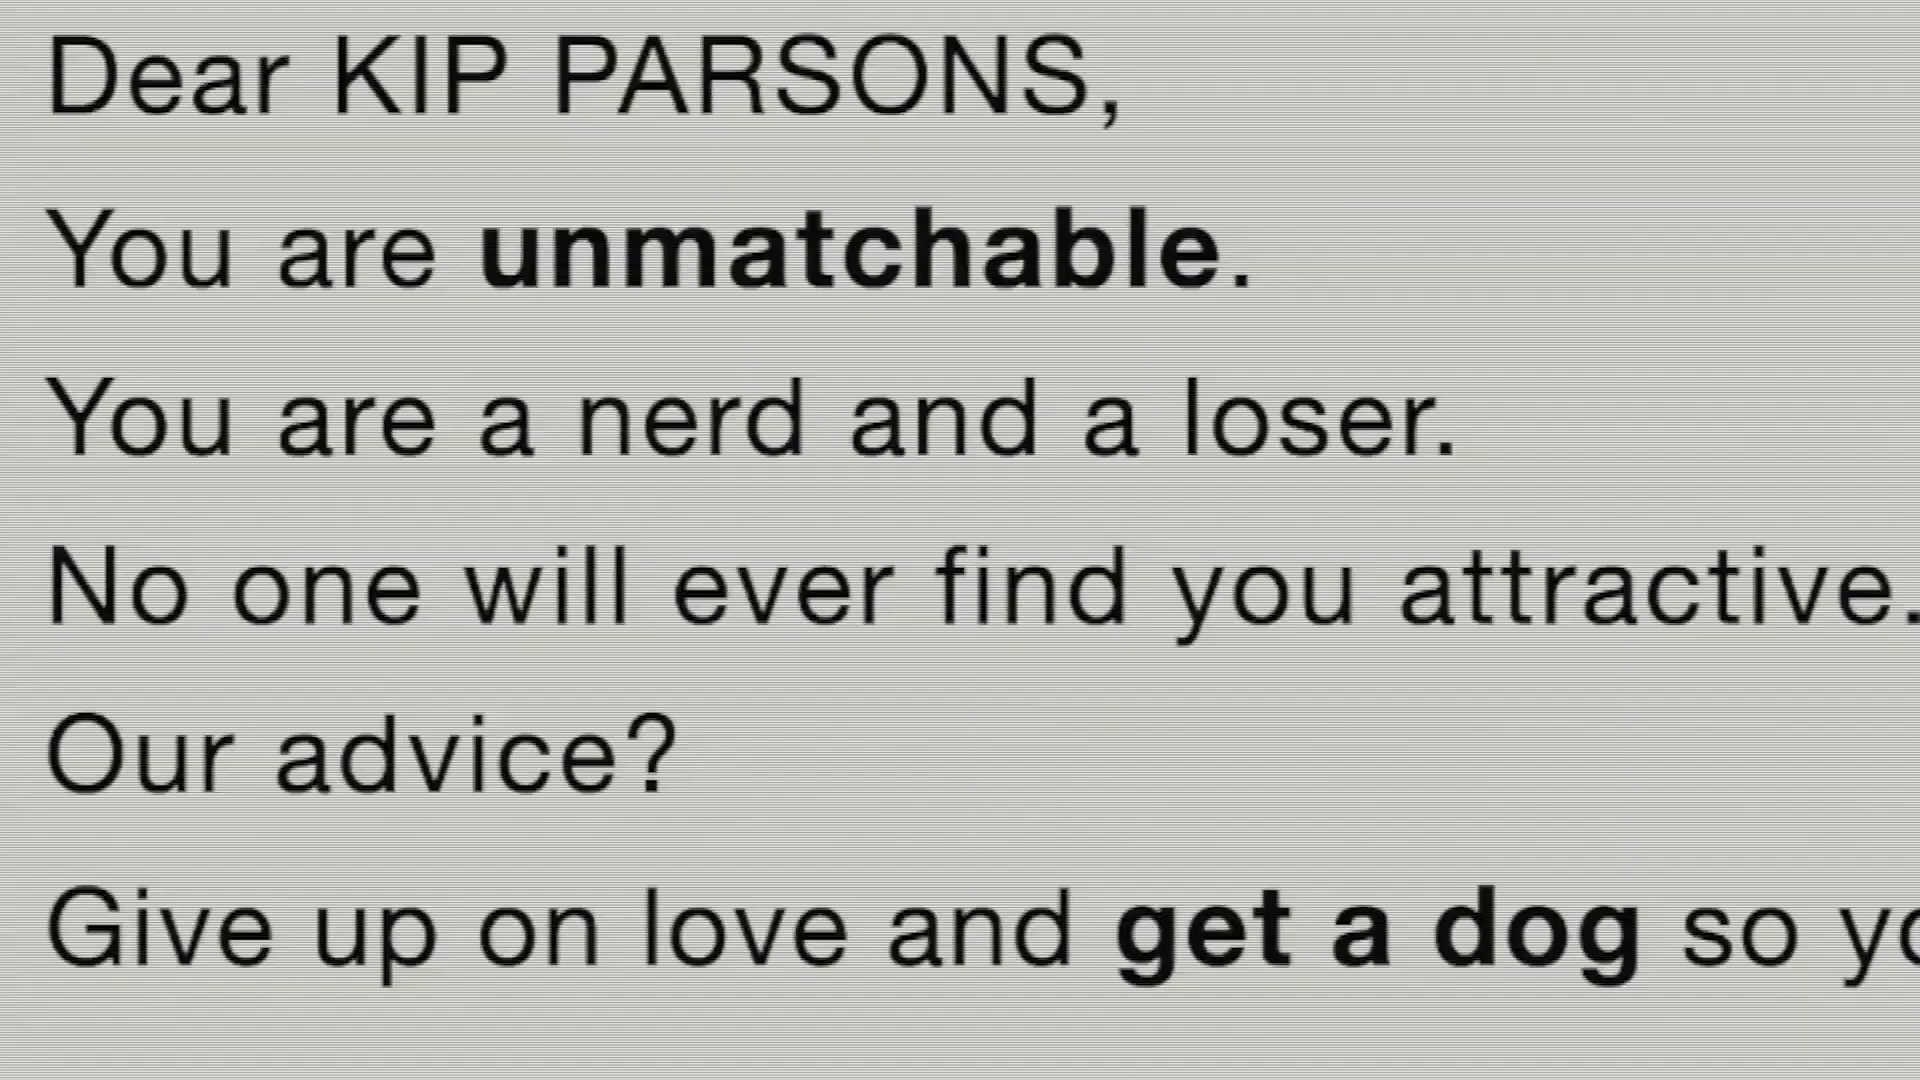 Dear KIP PARSONS,
You are unmatchable.
You are a nerd and a loser.
No one will ever find you attractive.
Our advice?
Give up on love and get a dog so